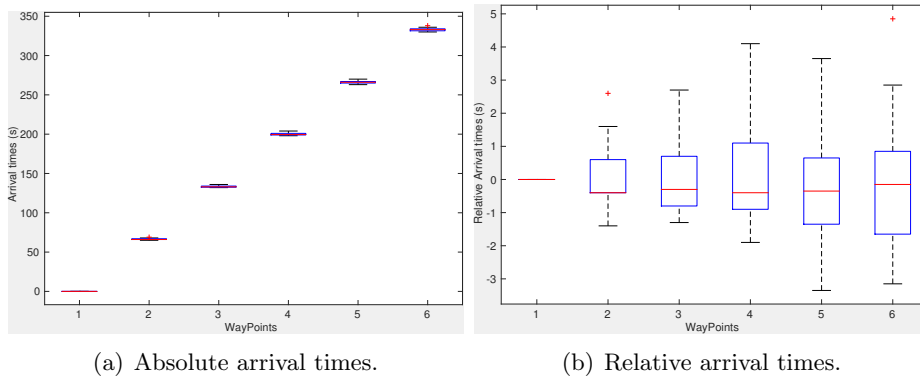 350
300
250
200
150
100
50
0
Arrival times (s)
1 2 3 4 5 6
WayPoints
(a) Absolute arrival times.
5
4
3
2
1
0
-1
-2
-3
Relative Arrival times (s)
1 2 3 4 5 6
WayPoints
(b) Relative arrival times.